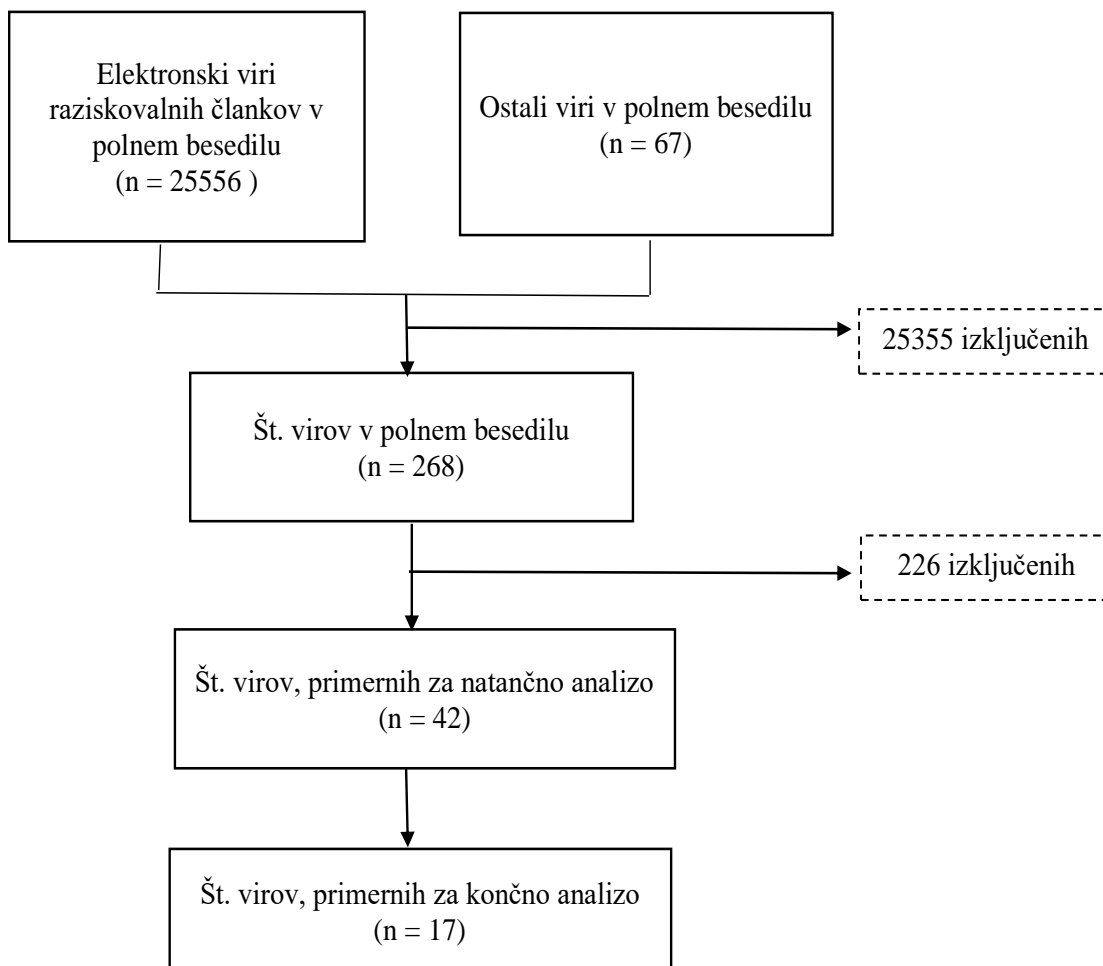 Elektronski viri
raziskovalnih člankov v
polnem besedilu
(n = 25556 )
Ostali viri v polnem besedilu
(n = 67)
25355 izključenih
Št. virov v polnem besedilu
(n = 268)
226 izključenih
Št. virov, primernih za natančno analizo
(n = 42)
Št. virov, primernih za končno analizo
(n = 17)